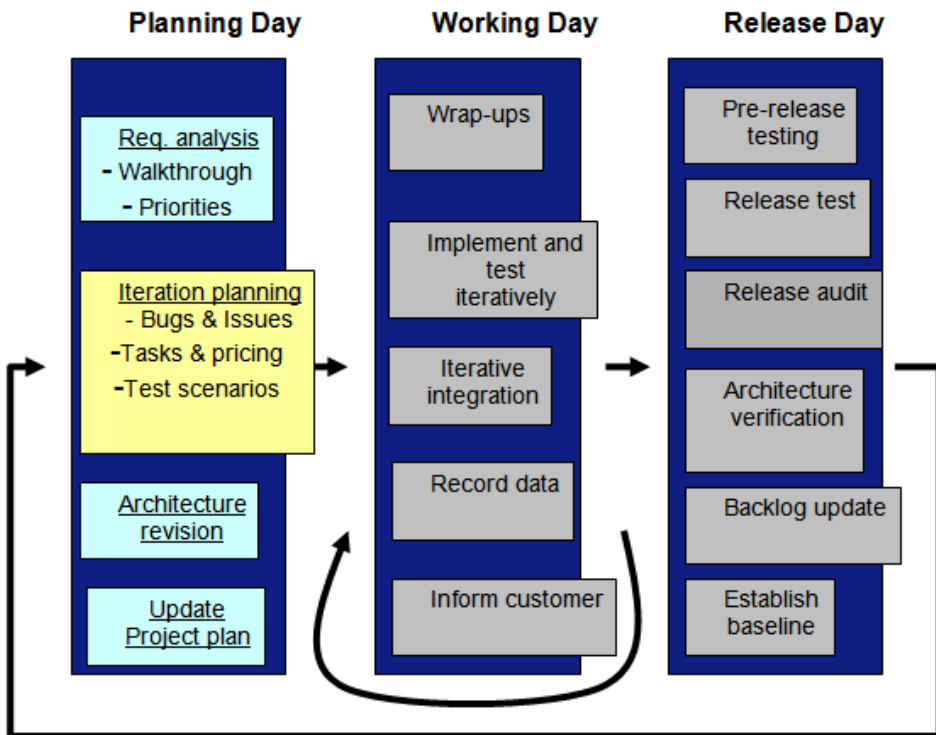 Planning Day
Req. analysis
- Walkthrough
- Priorities
Iteration planning
- Bugs & Issues
-Tasks & pricing
-Test scenarios
Architecture
revision
Update
Project plan
Working Day
Wrap-ups
Implement and
test
iteratively
Iterative
integration
Record data
Inform customer
Release Day
Pre-release
testing
Release test
Release audit
Architecture
verification
Backlog update
Establish
baseline